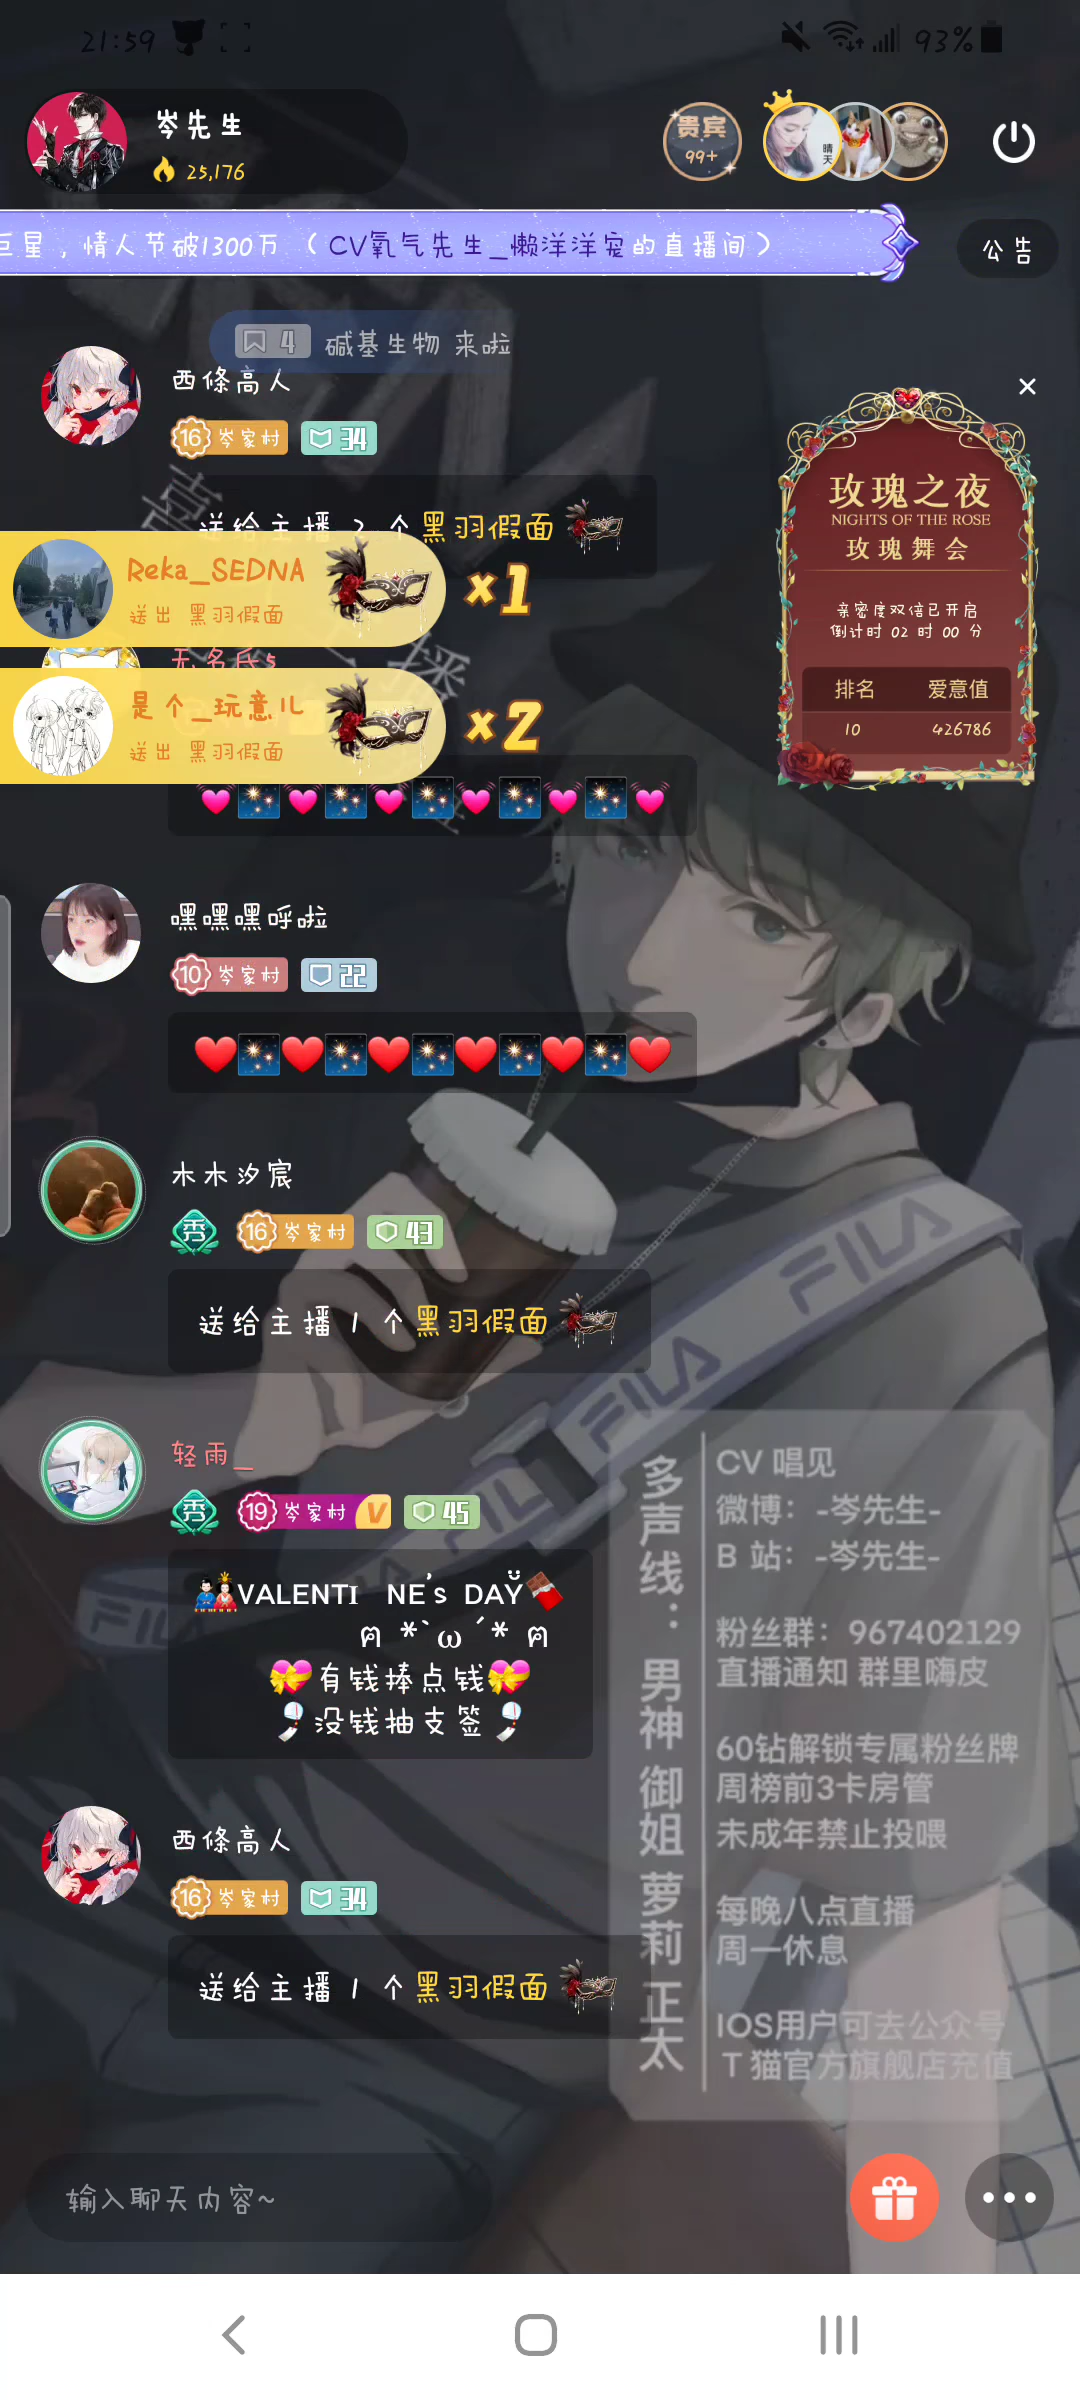 21:59
93%
岑先生
25,176
贵宾
99+
晴天
巨星，情人节破1300万 （CV氧气先生_懒洋洋宠的直播间）
公告
4 碱基生物 来啦
西條高人
16 岑家村 34
送给主播 2 个黑羽假面
Reka_SEDNA
送出 黑羽假面
×1
无名氏5
是个_玩意儿
送出 黑羽假面
×2
玫瑰之夜
NIGHTS OF THE ROSE
玫瑰舞会
亲密度双倍已开启
倒计时 02 时 00 分
排名 爱意值
10 426786
💓🎇💓🎇💓🎇💓🎇💓🎇💓
嘿嘿嘿呼啦
10 岑家村 22
❤️🎇❤️🎇❤️🎇❤️🎇❤️🎇❤️
木木汐宸
秀 16 岑家村 43
送给主播 1 个黑羽假面
FILA
FILA
轻雨_
秀 19 岑家村 V 45
🎎VALENTI NE's DAŸ🍫
ฅ *`ω´* ฅ
💝有钱捧点钱💝
🎐没钱抽支签🎐
西條高人
16 岑家村 34
送给主播 1 个黑羽假面
多声线：男神 御姐 萝莉 正太
CV 唱见
微博：-岑先生-
B 站：-岑先生-
粉丝群：967402129
直播通知 群里嗨皮
60钻解锁专属粉丝牌
周榜前3卡房管
未成年禁止投喂
每晚八点直播
周一休息
IOS用户可去公众号
T 猫官方旗舰店充值
输入聊天内容~